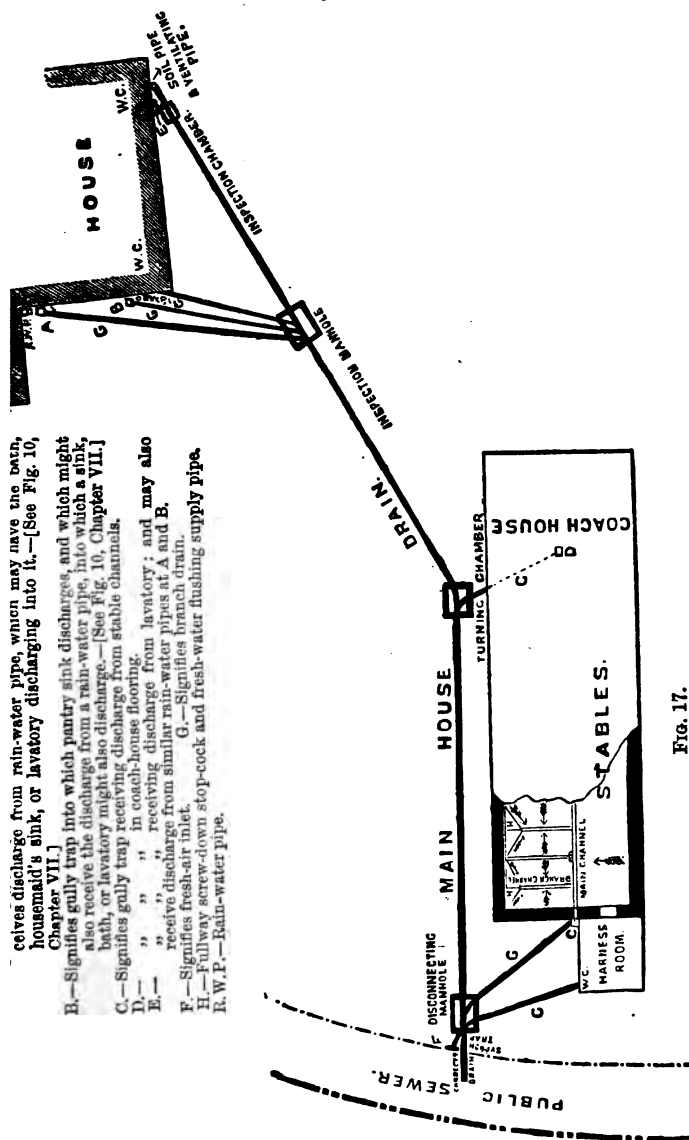 ceives discharge from rain-water pipe, which may have the bath,
housemaid's sink, or lavatory discharging into it.—[See Fig. 10,
Chapter VII.]
B.—Signifies gully trap into which pantry sink discharges, and which might
also receive the discharge from a rain-water pipe, into which a sink,
bath, or lavatory might also discharge.—[See Fig. 10, Chapter VII.]
C.—Signifies gully trap receiving discharge from stable channels.
D.— „ „ „ in coach-house flooring.
E.— „ „ „ receiving discharge from lavatory; and may also
receive discharge from similar rain-water pipes at A and B.
F.—Signifies fresh-air inlet. G.—Signifies branch drain.
H.—Fullway screw-down stop-cock and fresh-water flushing supply pipe.
R.W.P.—Rain-water pipe.
HOUSE
W.C.
W.C.
SOIL PIPE
& VENTILATING
PIPE.
E
INSPECTION CHAMBER.
R.W.P.
A
B
G
G
G
INSPECTION MANHOLE
DRAIN.
TURNING CHAMBER
MAIN HOUSE
COACH HOUSE
G
D
STABLES.
H
H
BRANCH CHANNEL
MAIN CHANNEL
C
G
G
W.C.
HARNESS
ROOM.
DISCONNECTING
MANHOLE
F
SYPHON
TRAP
DRAIN
PUBLIC
SEWER.
FIG. 17.